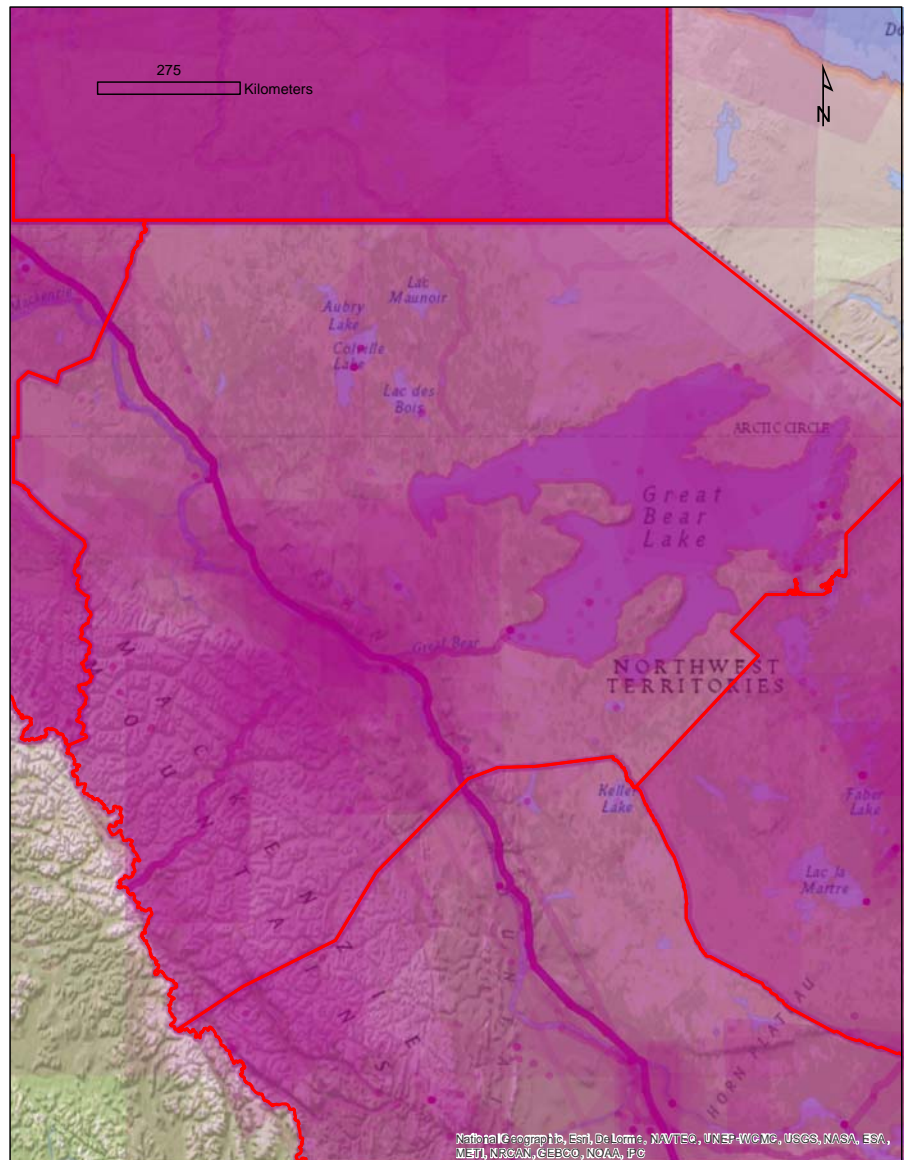 275
Kilometers
N
Mackenzie
Lac
Maunoir
Aubry
Lake
Colville
Lake
Lac des
Bois
ARCTIC CIRCLE
Great
Bear
Lake
Great Bear
NORTHWEST
TERRITORIES
MACKENZIE
MOUNTAINS
Keller
Lake
Faber
Lake
Lac la
Martre
HORN PLATEAU
National Geographic, Esri, DeLorme, NAVTEQ, UNEP-WCMC, USGS, NASA, ESA,
METI, NRCAN, GEBCO, NOAA, iPC